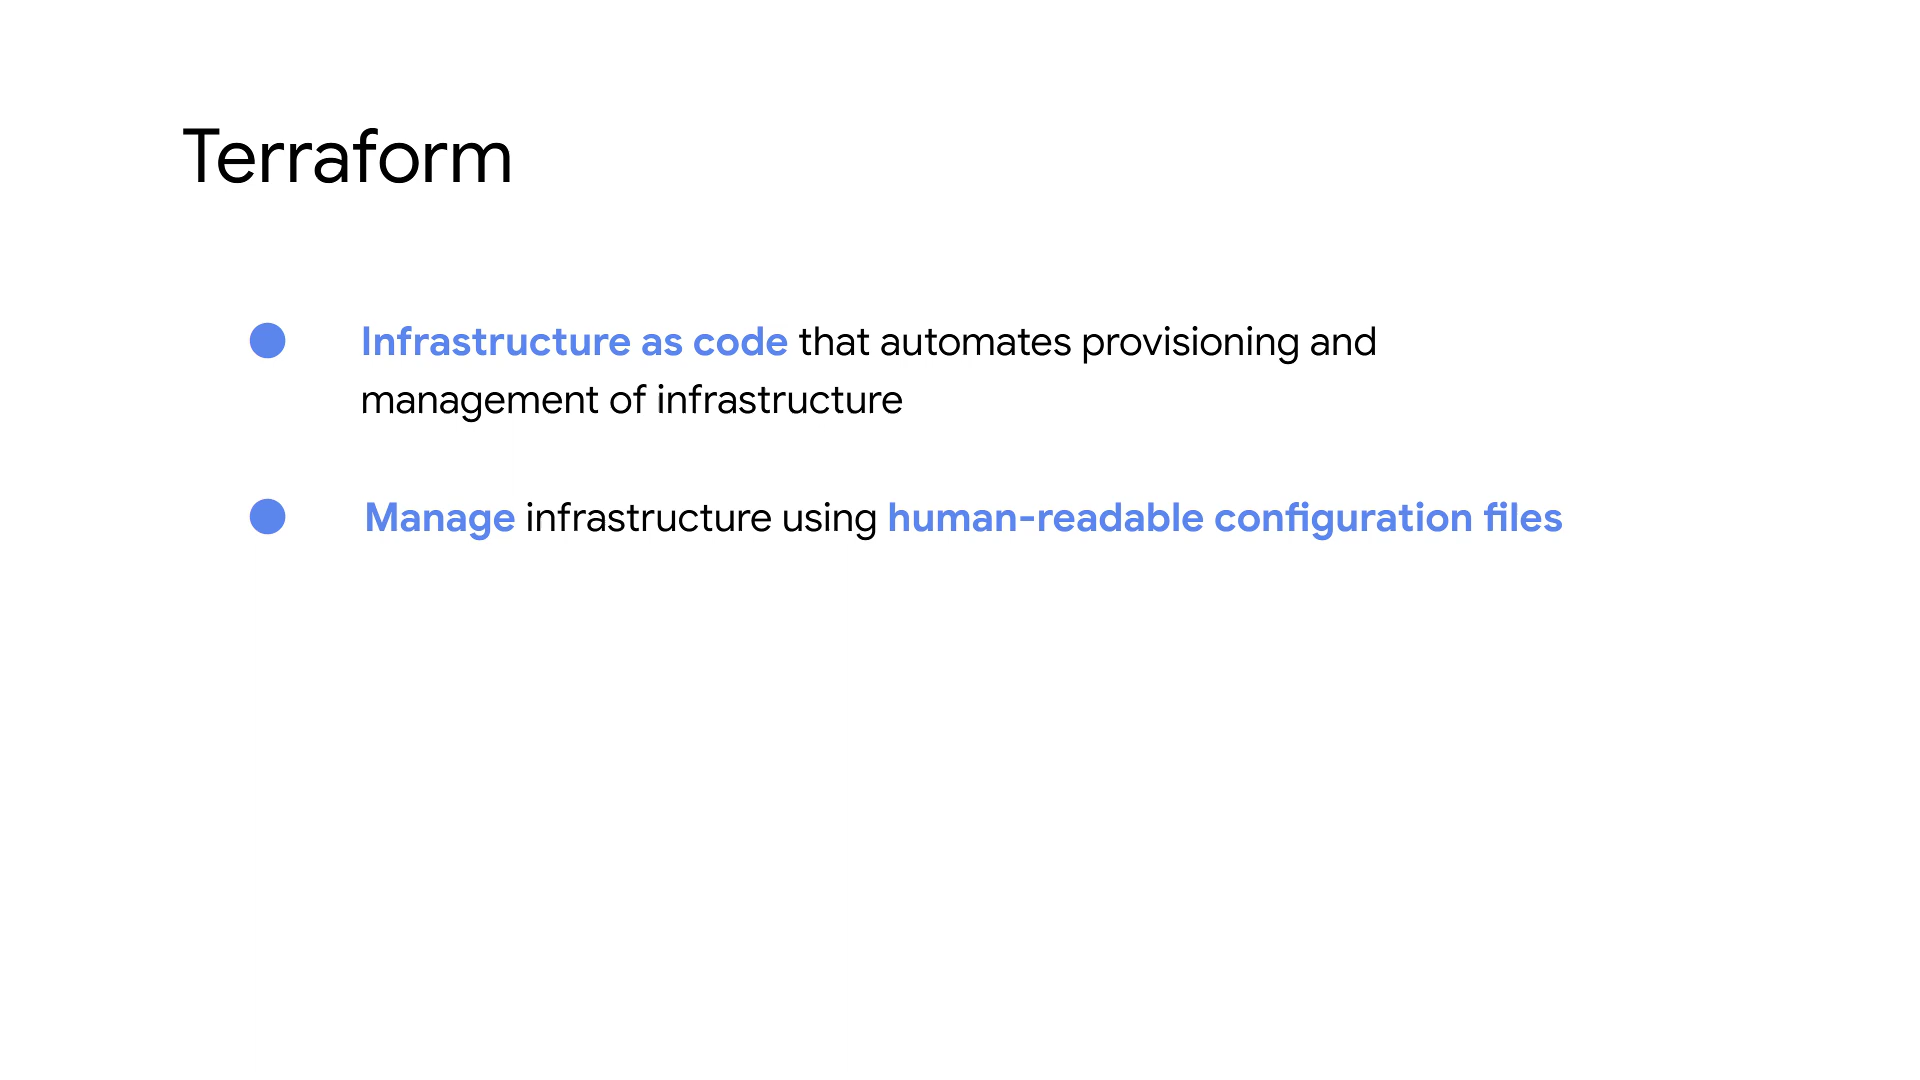 Terraform
Infrastructure as code that automates provisioning and
management of infrastructure
Manage infrastructure using human-readable configuration files